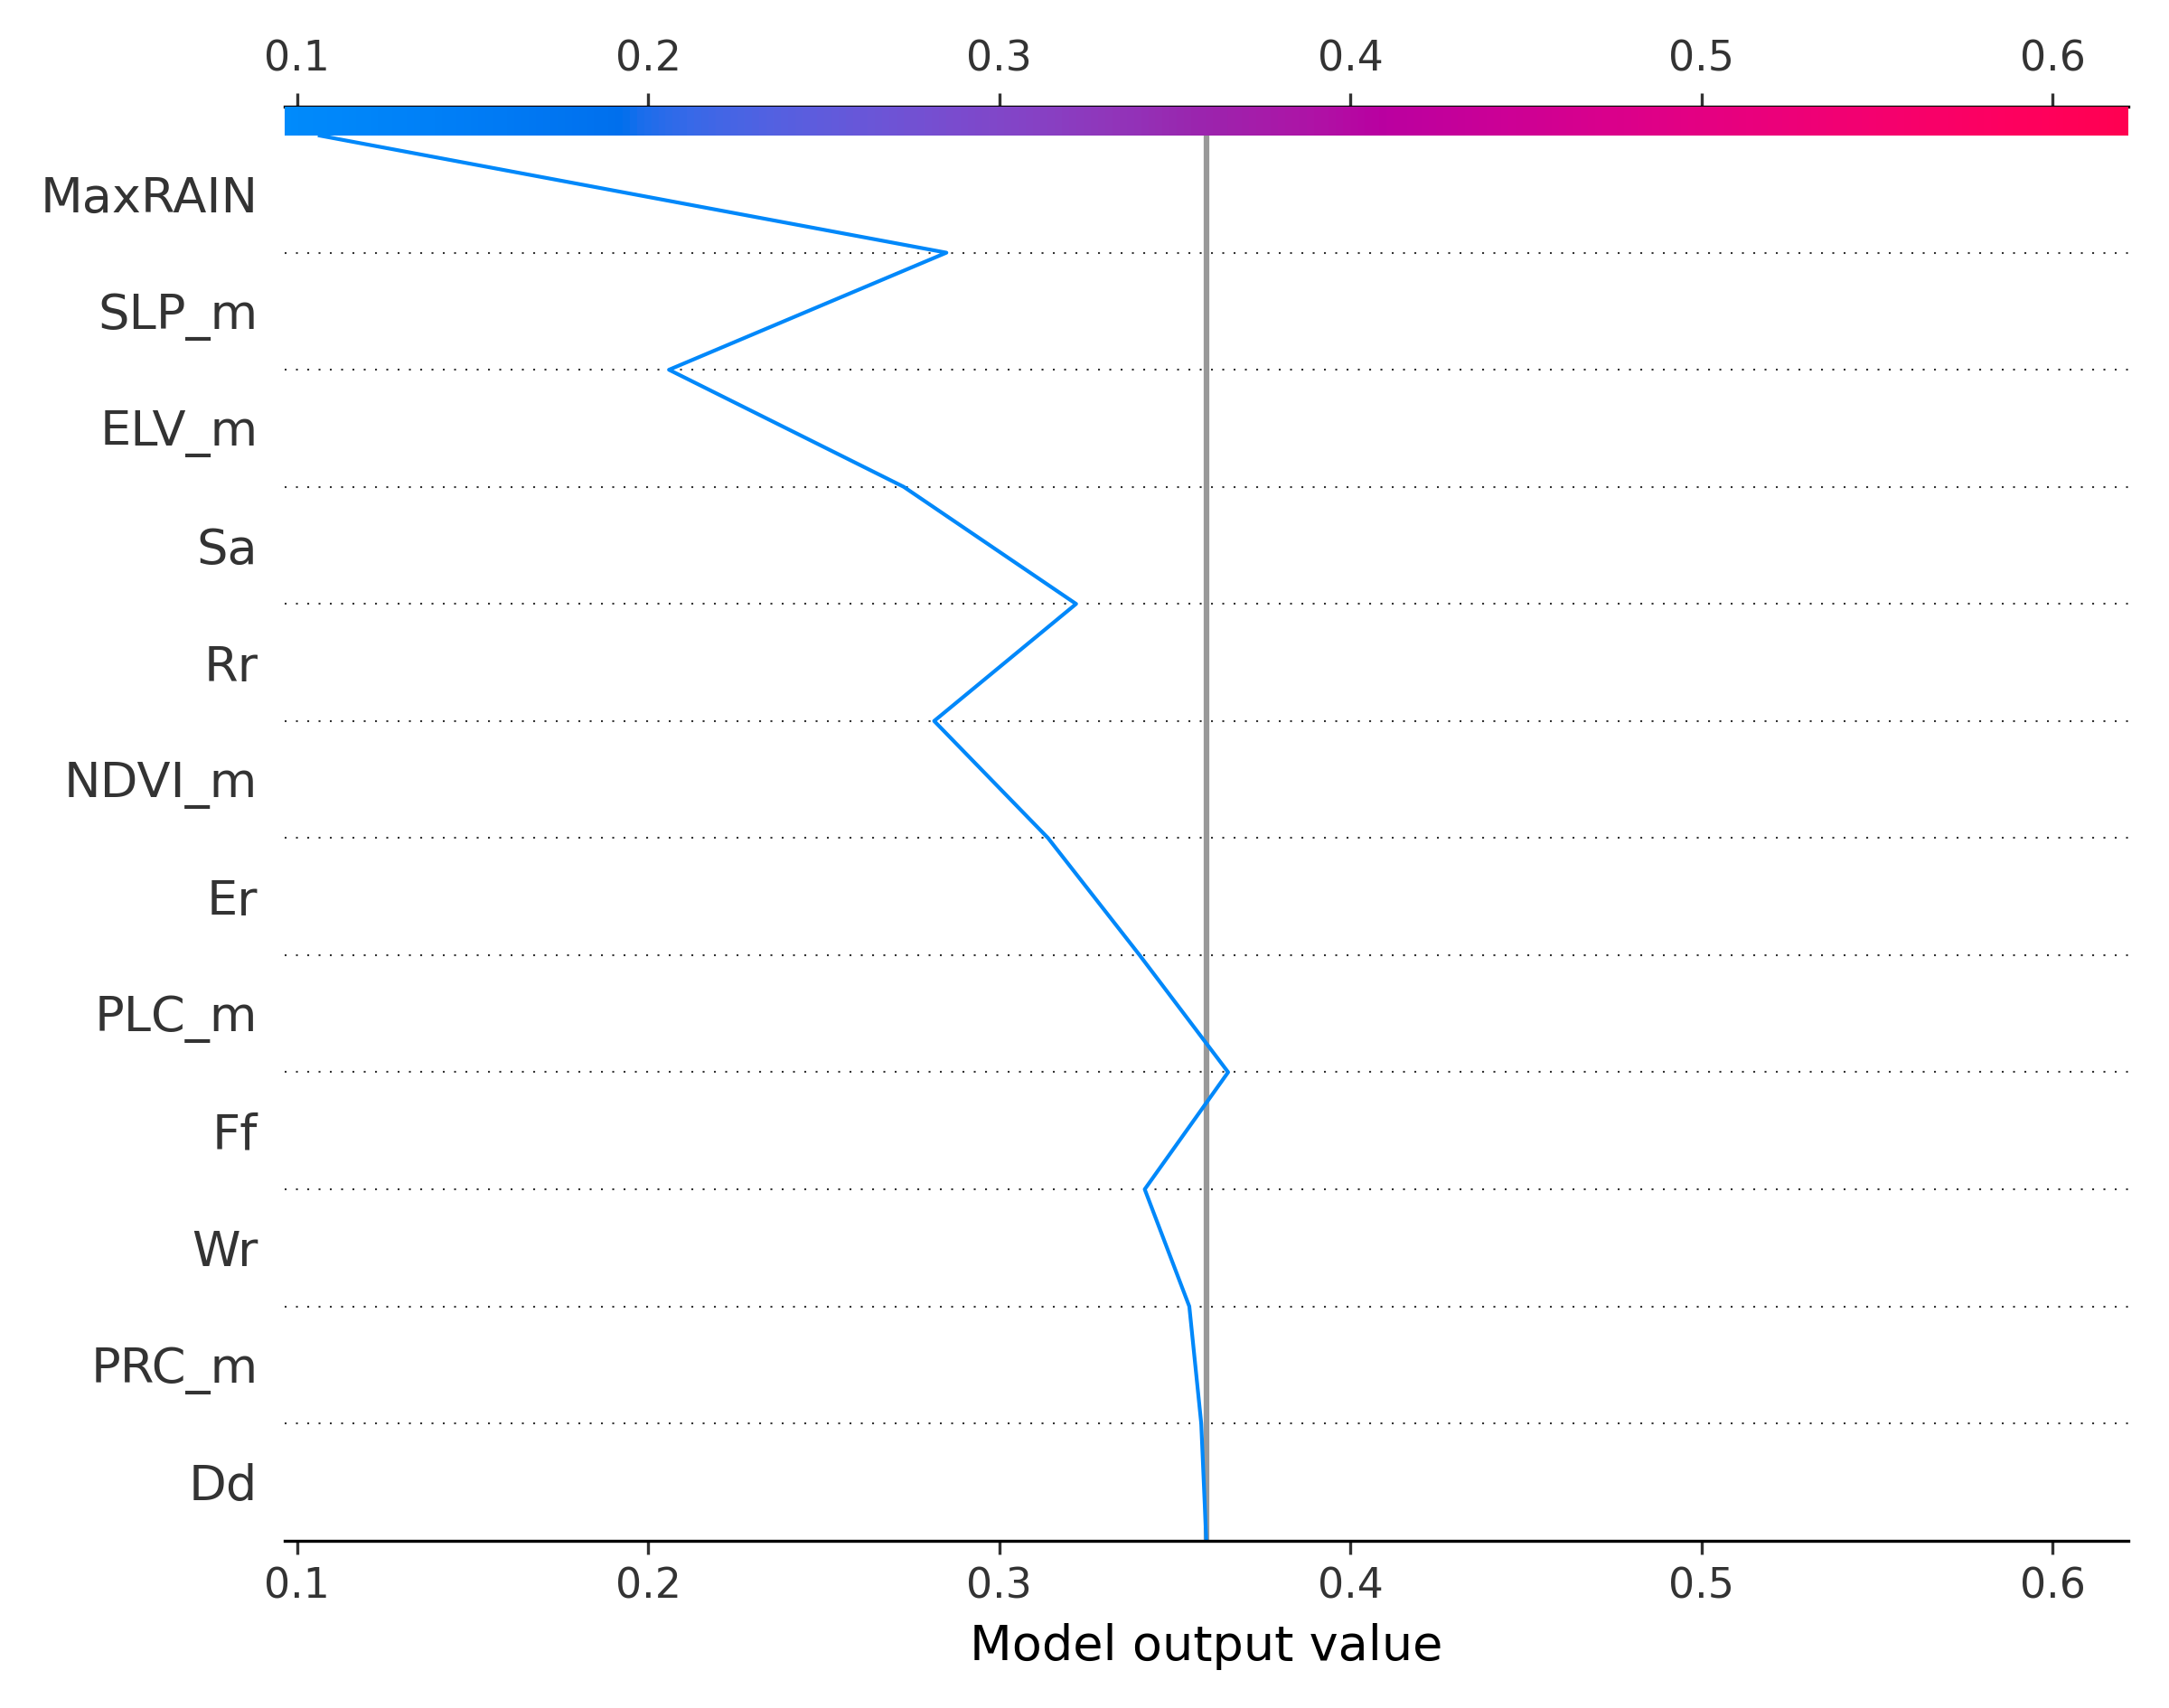 0.1 0.2 0.3 0.4 0.5 0.6
MaxRAIN
SLP_m
ELV_m
Sa
Rr
NDVI_m
Er
PLC_m
Ff
Wr
PRC_m
Dd
0.1 0.2 0.3 0.4 0.5 0.6
Model output value